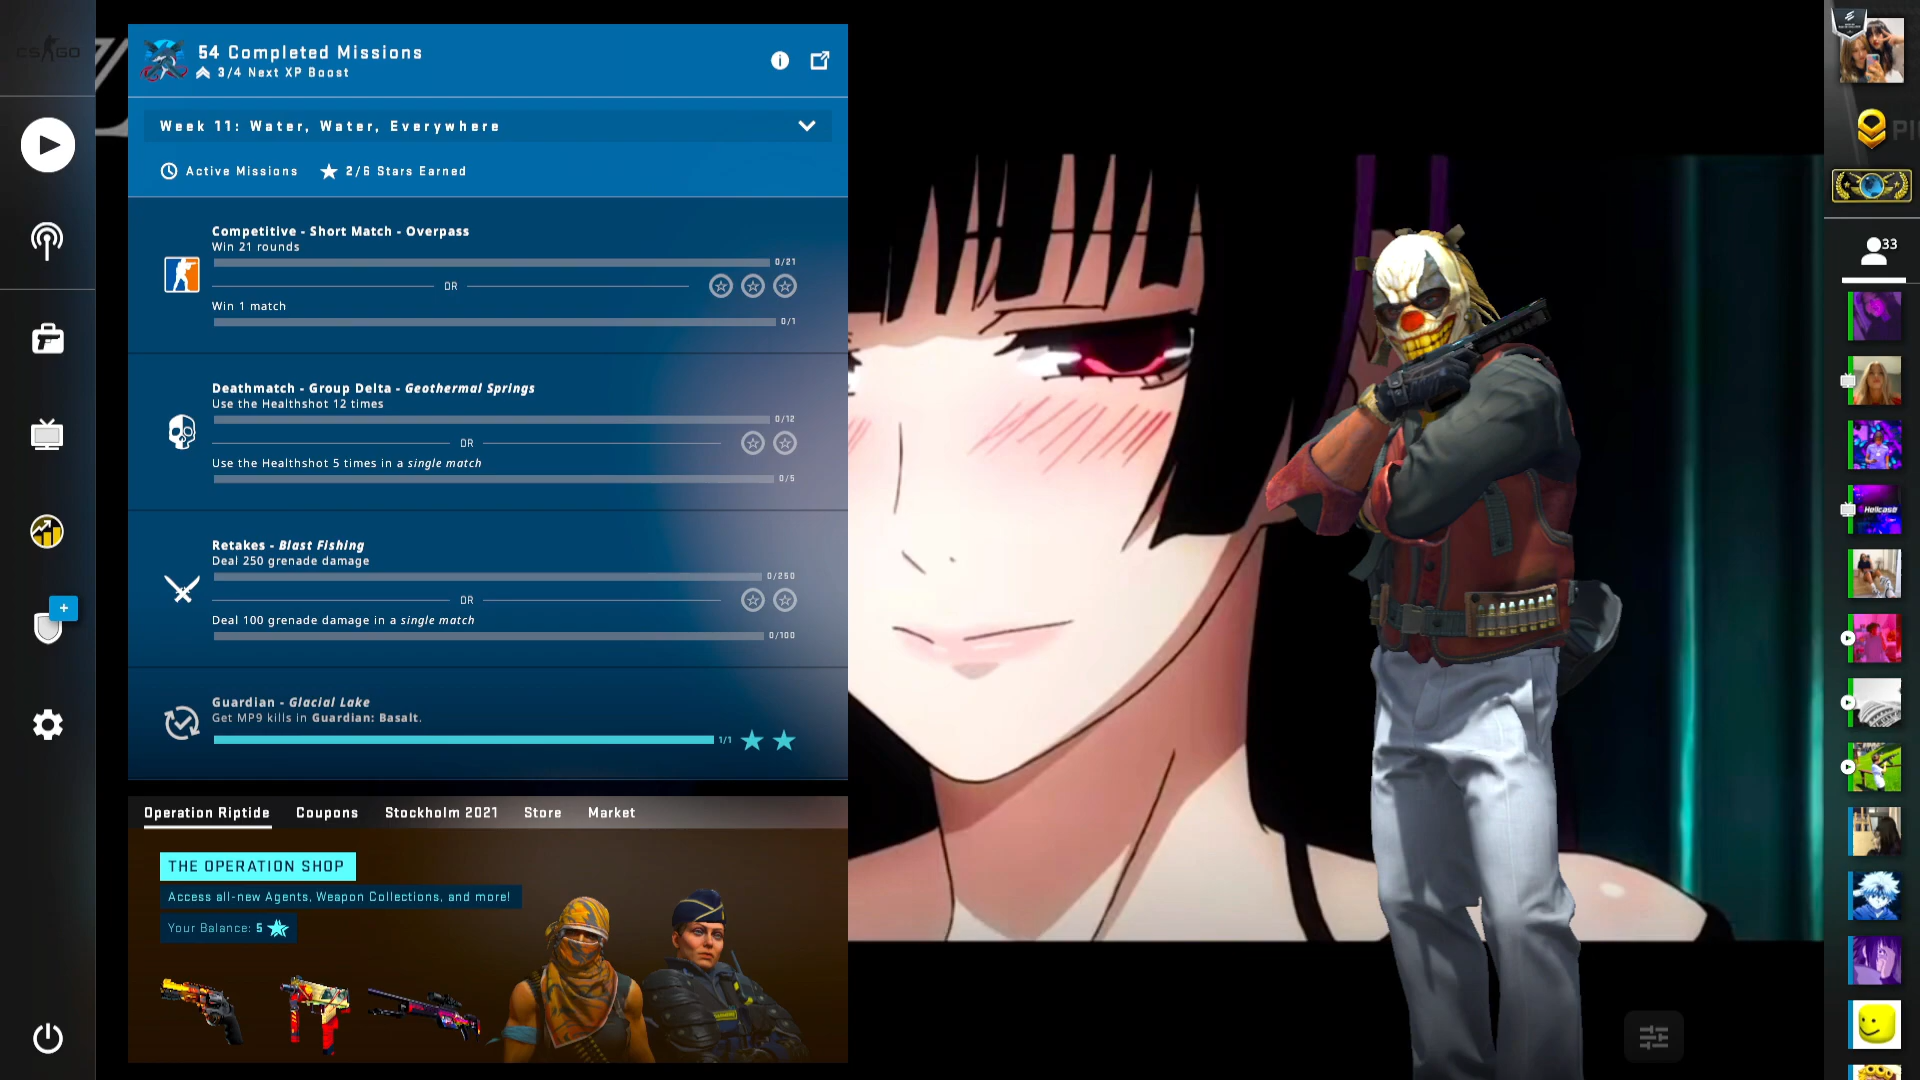 CS GO
54 Completed Missions
3/4 Next XP Boost
Week 11: Water, Water, Everywhere
Active Missions
2/6 Stars Earned
Competitive - Short Match - Overpass
Win 21 rounds
0/21
OR
Win 1 match
0/1
Deathmatch - Group Delta - Geothermal Springs
Use the Healthshot 12 times
0/12
OR
Use the Healthshot 5 times in a single match
0/5
Retakes - Blast Fishing
Deal 250 grenade damage
0/250
OR
Deal 100 grenade damage in a single match
0/100
Guardian - Glacial Lake
Get MP9 kills in Guardian: Basalt.
1/1
Operation Riptide Coupons Stockholm 2021 Store Market
THE OPERATION SHOP
Access all-new Agents, Weapon Collections, and more!
Your Balance: 5
33
+
Hellcase